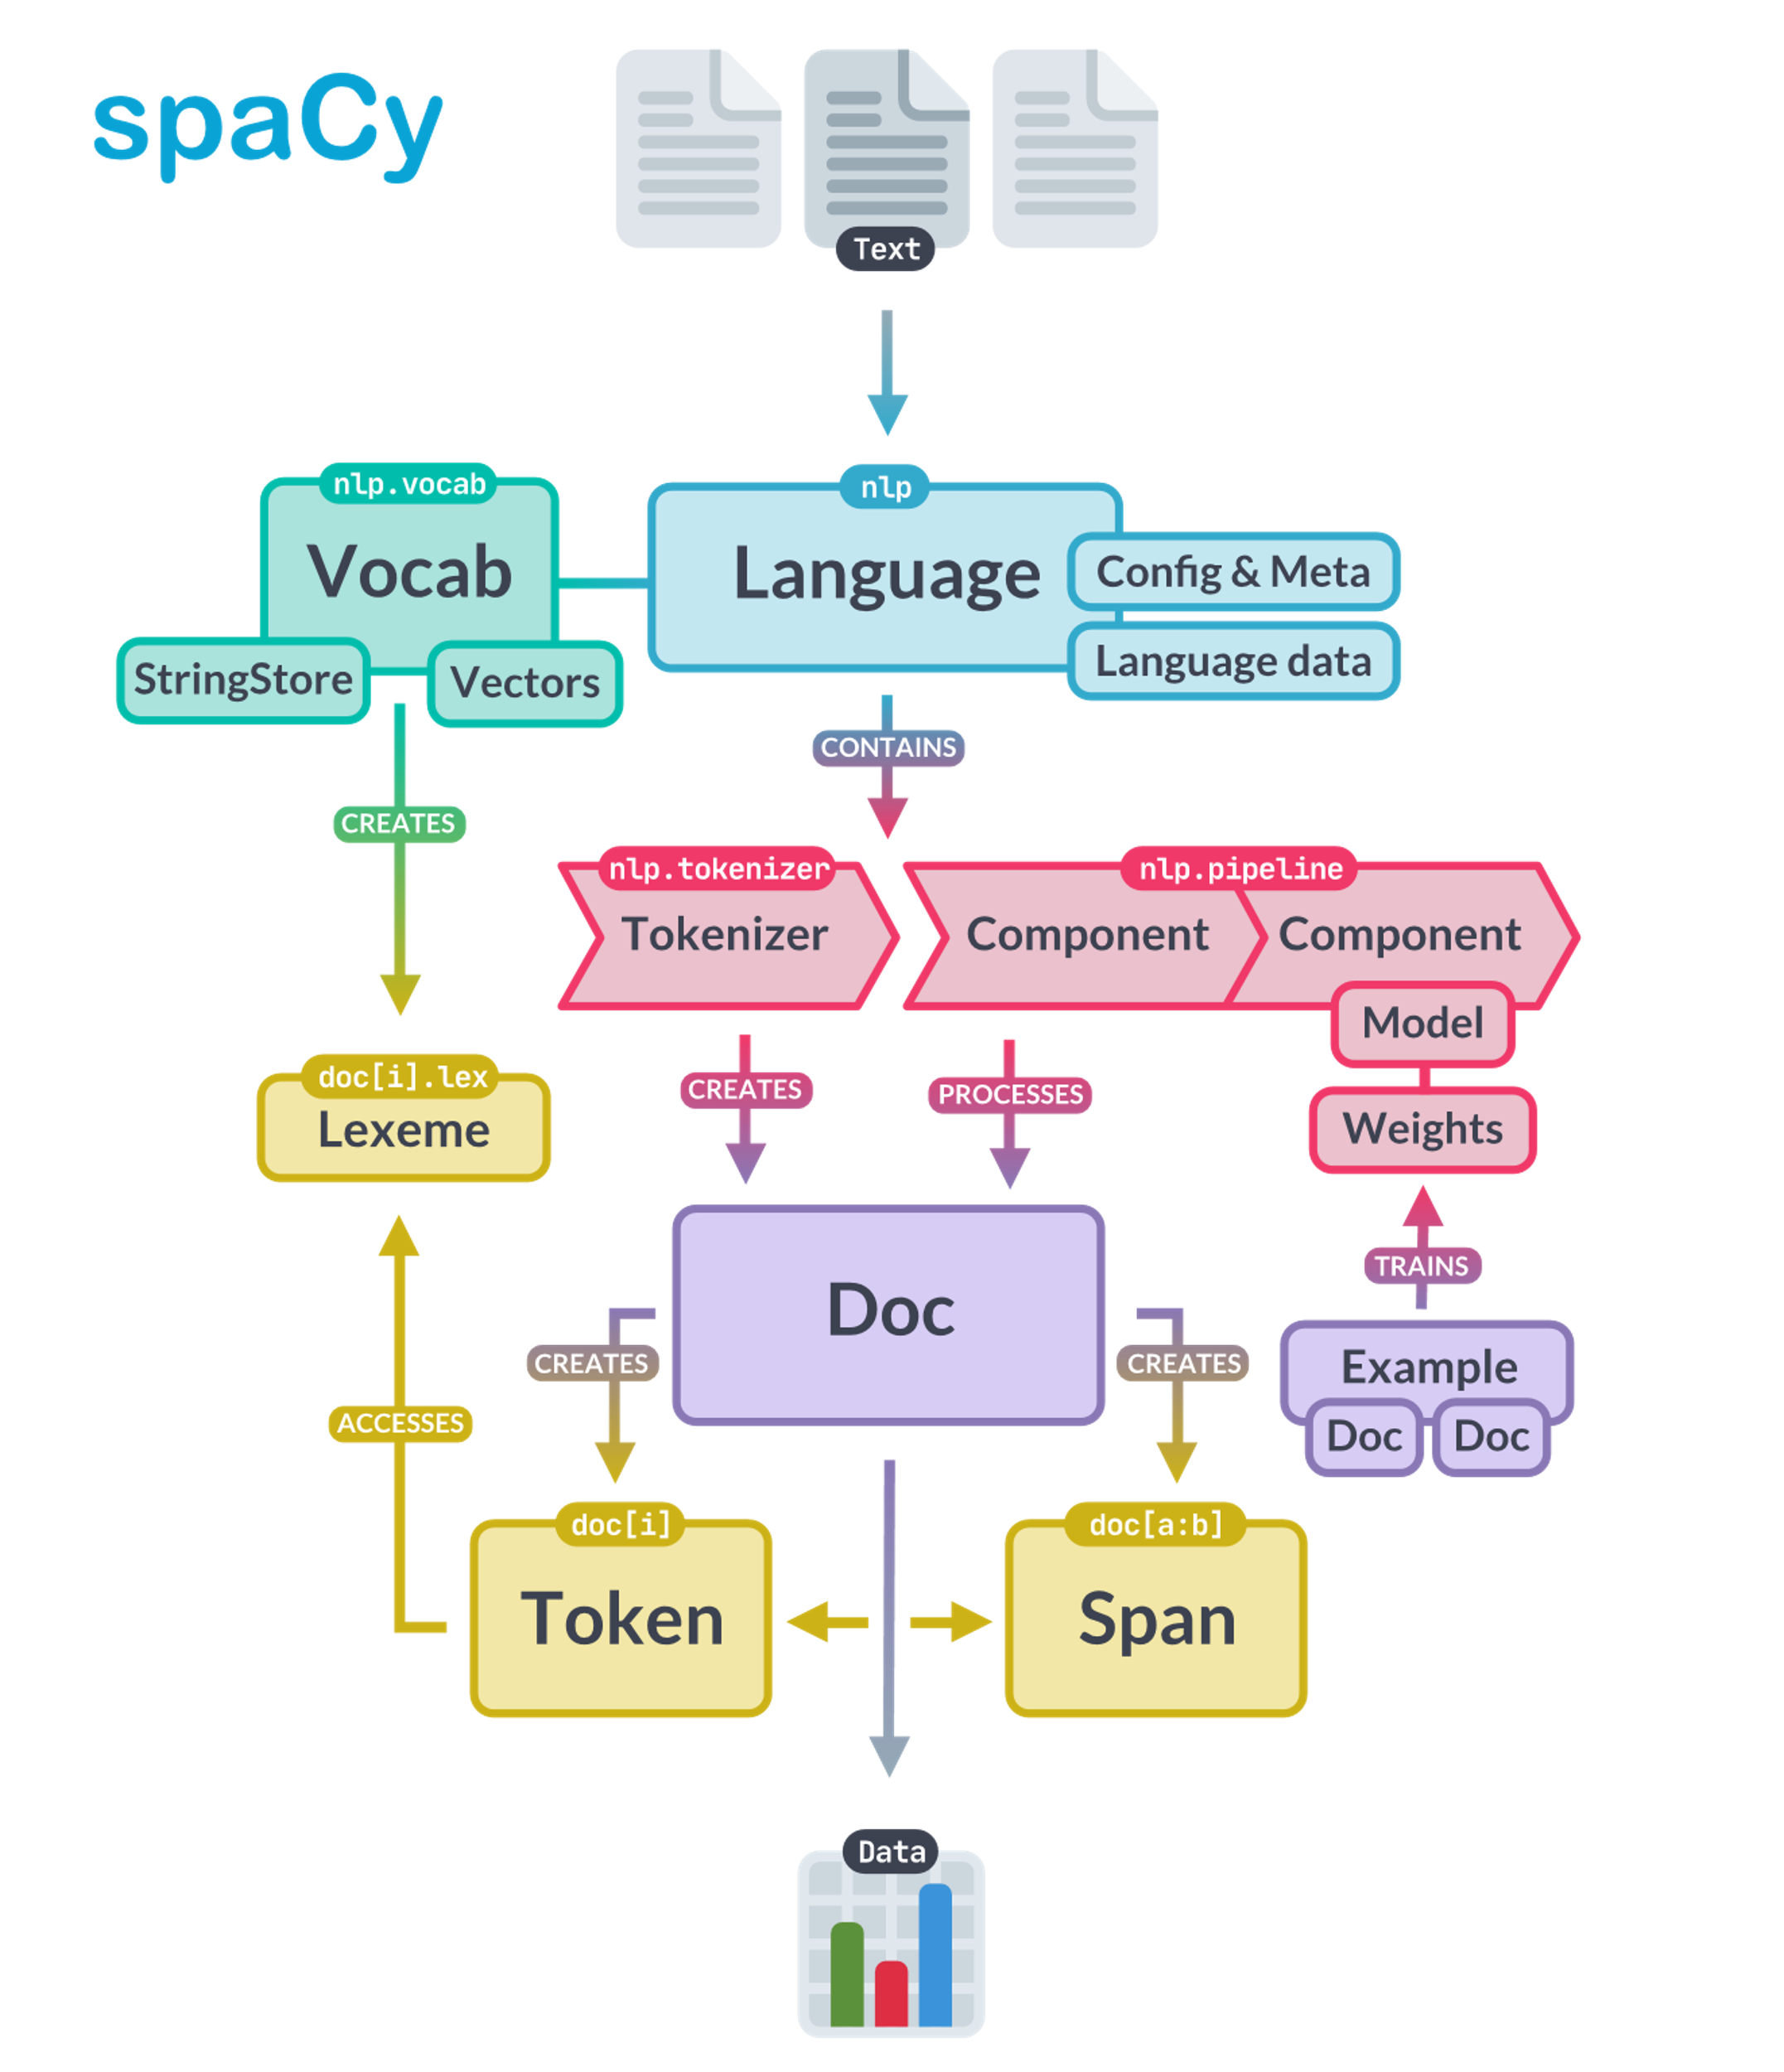 spaCy
Text
nlp.vocab
Vocab
StringStore
Vectors
nlp
Language
Config & Meta
Language data
CONTAINS
CREATES
nlp.tokenizer
Tokenizer
nlp.pipeline
Component
Component
Model
Weights
doc[i].lex
Lexeme
CREATES
PROCESSES
TRAINS
Doc
Example
Doc
Doc
CREATES
CREATES
ACCESSES
doc[i]
Token
doc[a:b]
Span
Data